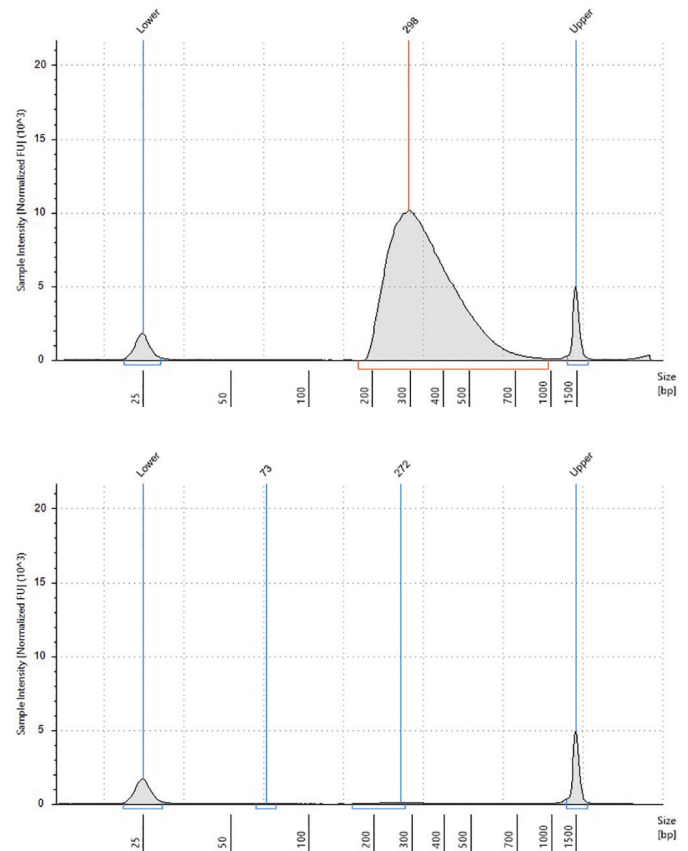 Lower 298 Upper
Sample Intensity [Normalized FU] (10^3)
20
15
10
5
0
25 50 100 200 300 400 500 700 1000 1500
Size
[bp]
Lower 73 272 Upper
Sample Intensity [Normalized FU] (10^3)
20
15
10
5
0
25 50 100 200 300 400 500 700 1000 1500
Size
[bp]